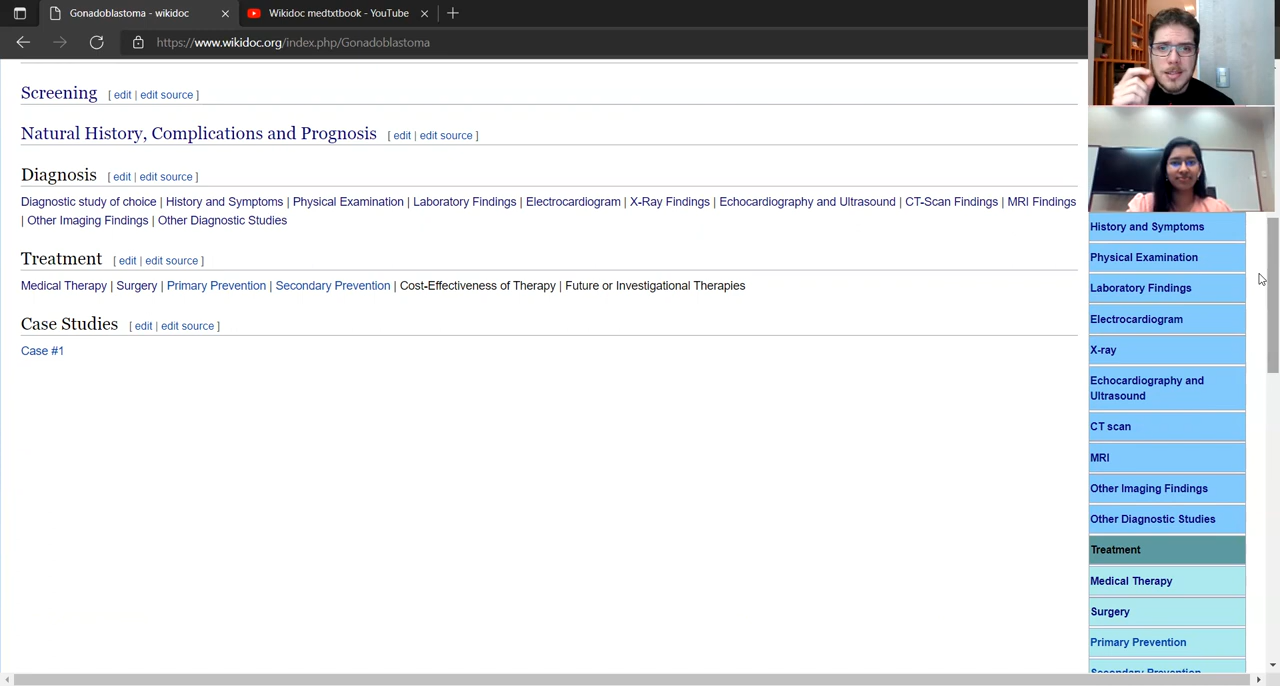 Gonadoblastoma - wikidoc
Wikidoc medtxtbook - YouTube
https://www.wikidoc.org/index.php/Gonadoblastoma
Screening [ edit | edit source ]
Natural History, Complications and Prognosis [ edit | edit source ]
Diagnosis [ edit | edit source ]
Diagnostic study of choice | History and Symptoms | Physical Examination | Laboratory Findings | Electrocardiogram | X-Ray Findings | Echocardiography and Ultrasound | CT-Scan Findings | MRI Findings
| Other Imaging Findings | Other Diagnostic Studies
Treatment [ edit | edit source ]
Medical Therapy | Surgery | Primary Prevention | Secondary Prevention | Cost-Effectiveness of Therapy | Future or Investigational Therapies
Case Studies [ edit | edit source ]
Case #1
History and Symptoms
Physical Examination
Laboratory Findings
Electrocardiogram
X-ray
Echocardiography and
Ultrasound
CT scan
MRI
Other Imaging Findings
Other Diagnostic Studies
Treatment
Medical Therapy
Surgery
Primary Prevention
Secondary Prevention